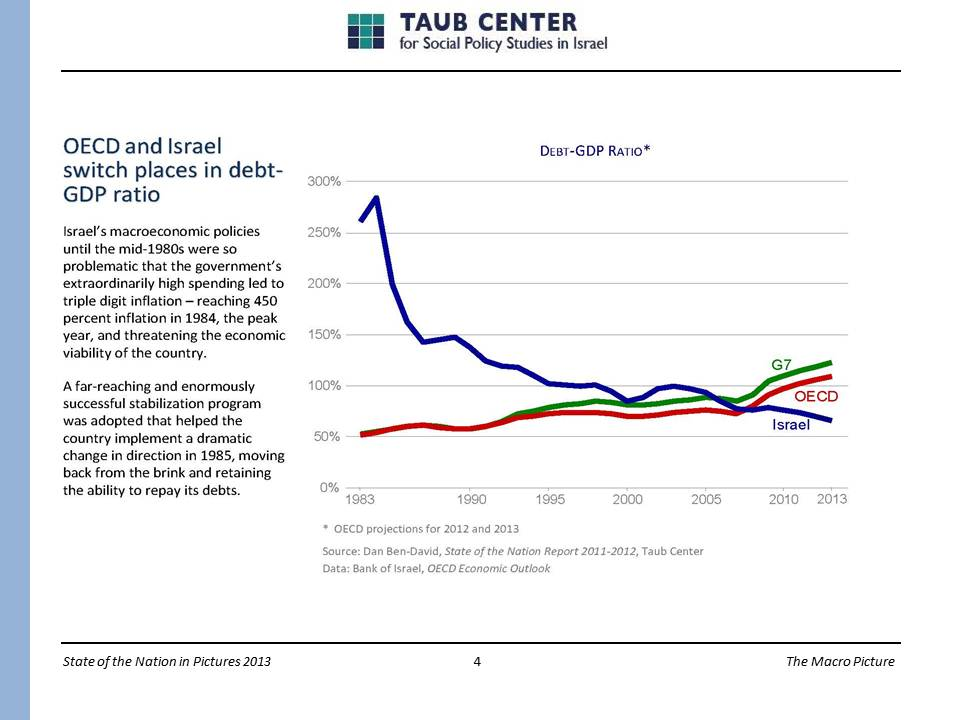 TAUB CENTER
for Social Policy Studies in Israel
OECD and Israel
switch places in debt-
GDP ratio
Israel’s macroeconomic policies
until the mid-1980s were so
problematic that the government’s
extraordinarily high spending led to
triple digit inflation – reaching 450
percent inflation in 1984, the peak
year, and threatening the economic
viability of the country.
A far-reaching and enormously
successful stabilization program
was adopted that helped the
country implement a dramatic
change in direction in 1985, moving
back from the brink and retaining
the ability to repay its debts.
DEBT-GDP RATIO*
300%
250%
200%
150%
100%
50%
0%
G7
OECD
Israel
1983 1990 1995 2000 2005 2010 2013
* OECD projections for 2012 and 2013
Source: Dan Ben-David, State of the Nation Report 2011-2012, Taub Center
Data: Bank of Israel, OECD Economic Outlook
State of the Nation in Pictures 2013 4 The Macro Picture